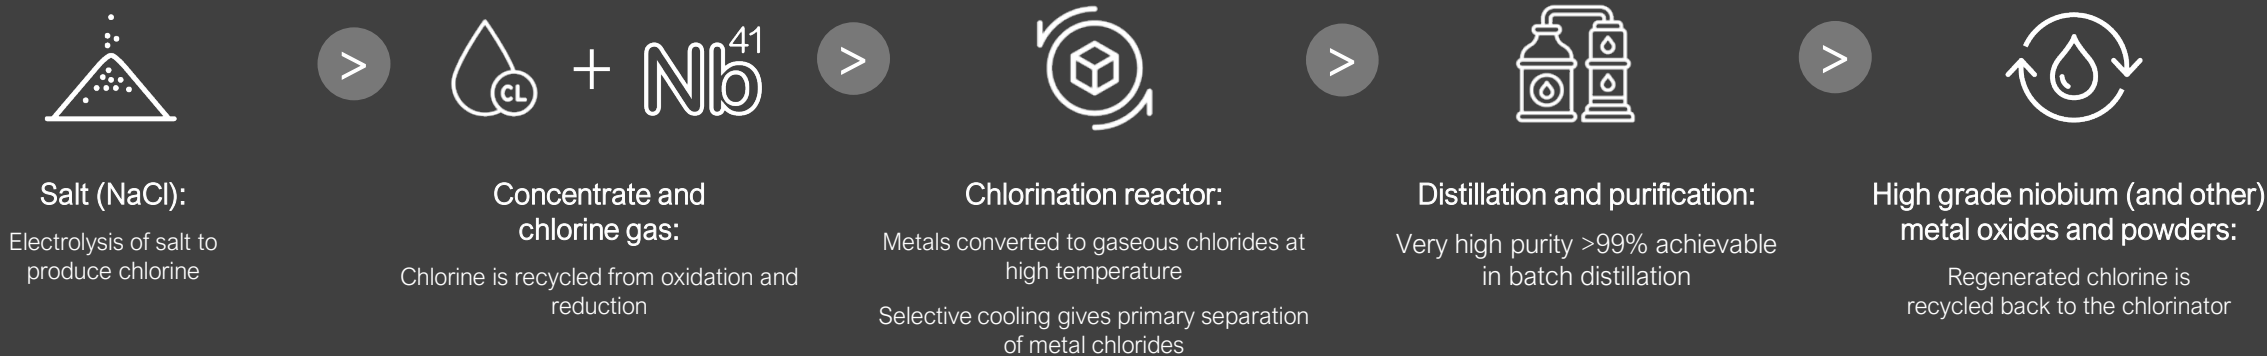 >
CL
+
Nb
41
>
>
>
Salt (NaCl):
Electrolysis of salt to
produce chlorine
Concentrate and
chlorine gas:
Chlorine is recycled from oxidation and
reduction
Chlorination reactor:
Metals converted to gaseous chlorides at
high temperature
Selective cooling gives primary separation
of metal chlorides
Distillation and purification:
Very high purity >99% achievable
in batch distillation
High grade niobium (and other)
metal oxides and powders:
Regenerated chlorine is
recycled back to the chlorinator